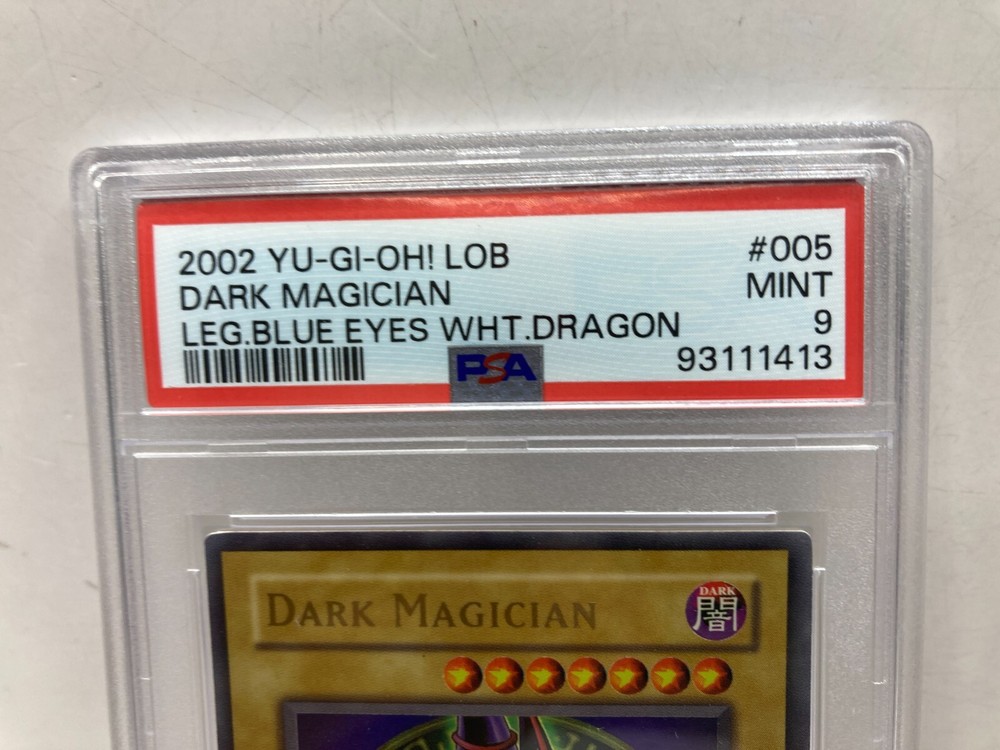 2002 YU-GI-OH! LOB #005
DARK MAGICIAN MINT
LEG.BLUE EYES WHT.DRAGON 9
PSA 93111413
DARK MAGICIAN
DARK
闇